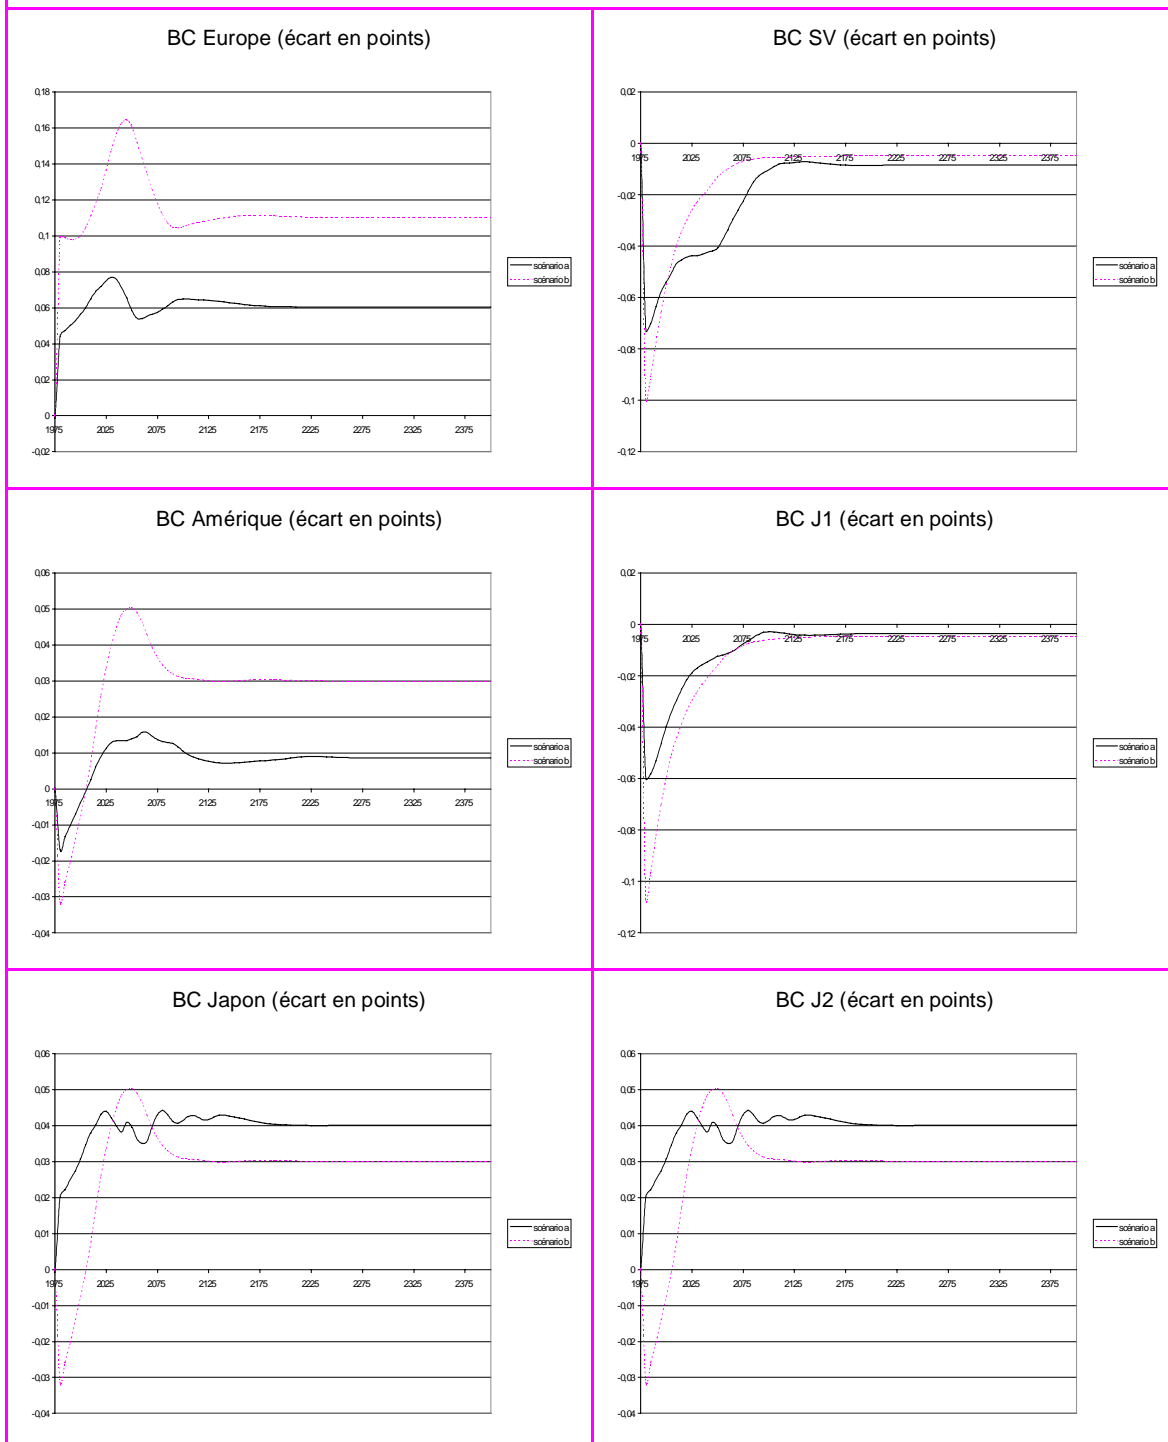 BC Europe (écart en points)
0,18
0,16
0,14
0,12
0,1
0,08
0,06
0,04
0,02
0
-0,02
1975 2025 2075 2125 2175 2225 2275 2325 2375
scénario a
scénario b
BC SV (écart en points)
0,02
0
-0,02
-0,04
-0,06
-0,08
-0,1
-0,12
1975 2025 2075 2125 2175 2225 2275 2325 2375
scénario a
scénario b
BC Amérique (écart en points)
0,06
0,05
0,04
0,03
0,02
0,01
0
-0,01
-0,02
-0,03
-0,04
1975 2025 2075 2125 2175 2225 2275 2325 2375
scénario a
scénario b
BC J1 (écart en points)
0,02
0
-0,02
-0,04
-0,06
-0,08
-0,1
-0,12
1975 2025 2075 2125 2175 2225 2275 2325 2375
scénario a
scénario b
BC Japon (écart en points)
0,06
0,05
0,04
0,03
0,02
0,01
0
-0,01
-0,02
-0,03
-0,04
1975 2025 2075 2125 2175 2225 2275 2325 2375
scénario a
scénario b
BC J2 (écart en points)
0,06
0,05
0,04
0,03
0,02
0,01
0
-0,01
-0,02
-0,03
-0,04
1975 2025 2075 2125 2175 2225 2275 2325 2375
scénario a
scénario b